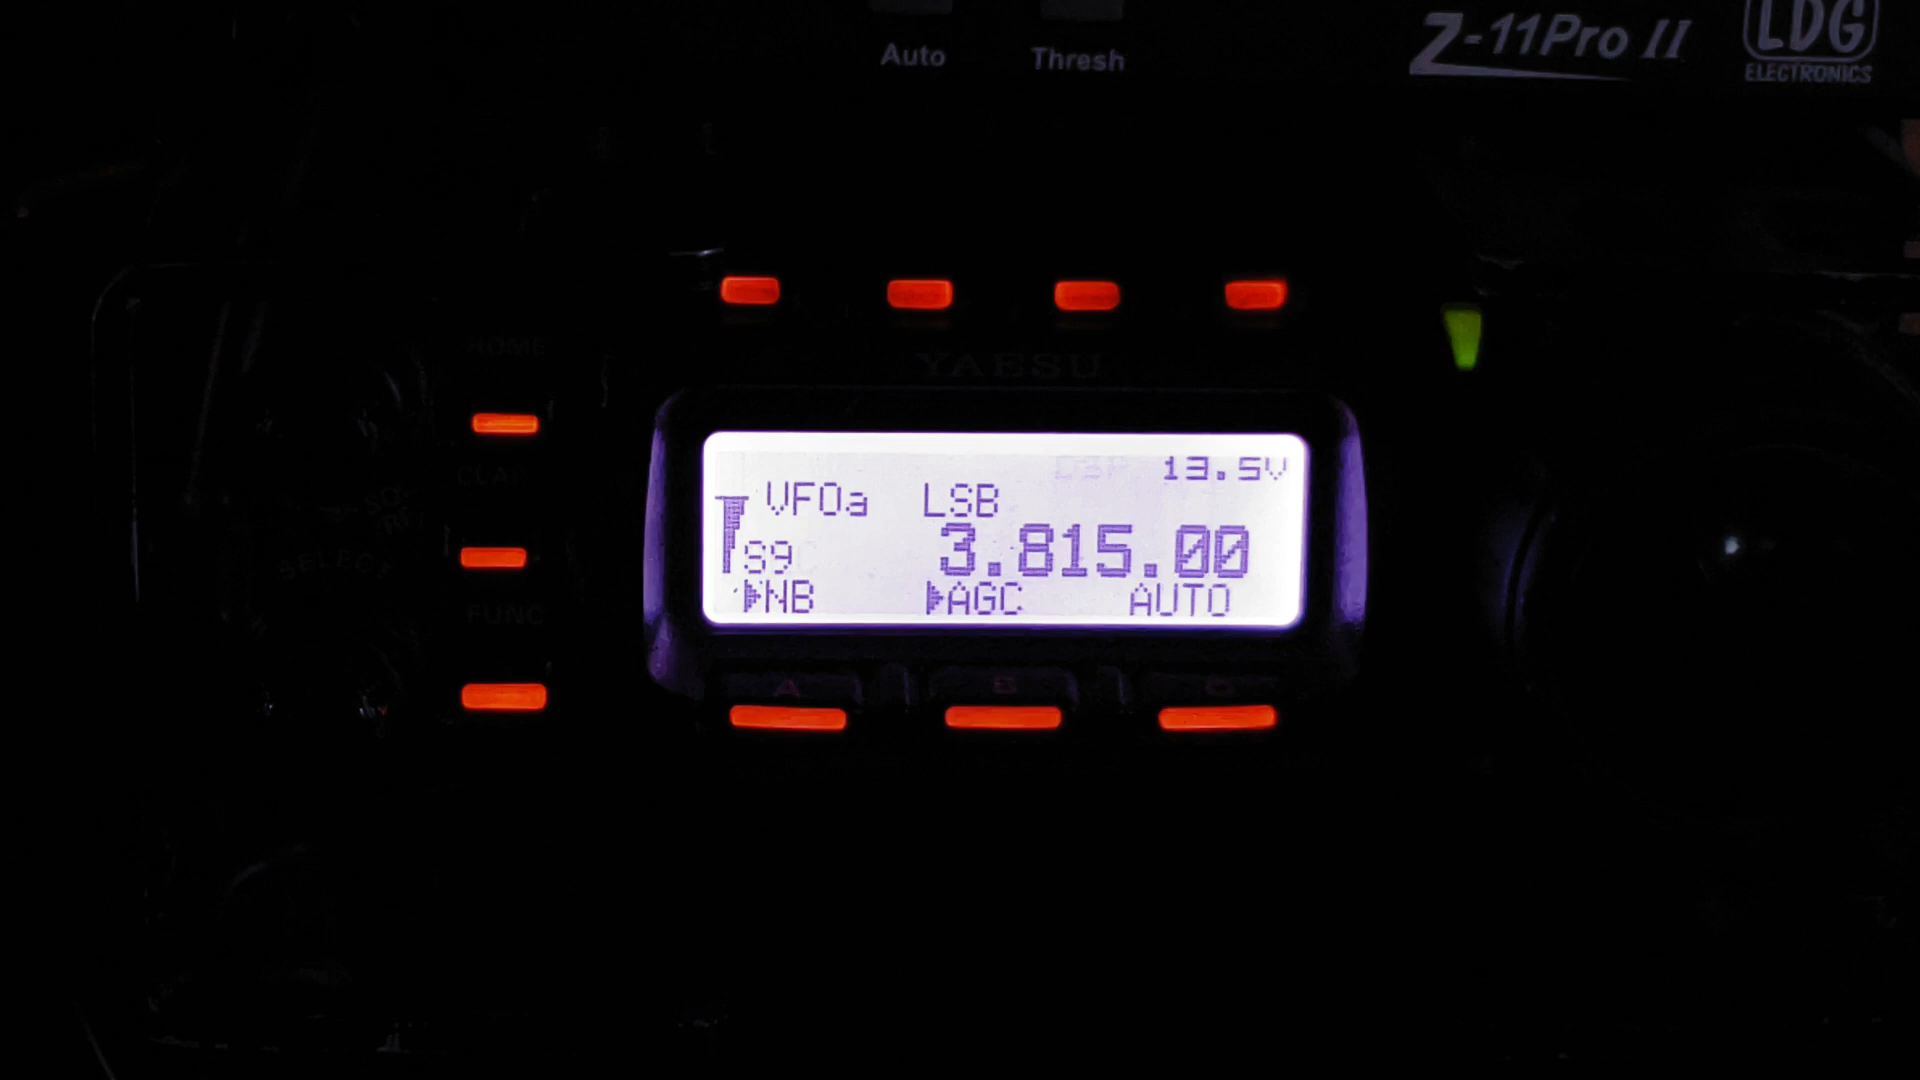 Auto Thresh
Z-11Pro II
LDG
ELECTRONICS
HOME
YAESU
CLAR
SELECT
FUNC
13.5V
VFOa LSB
3.815.00
S9
NB AGC AUTO
A B C